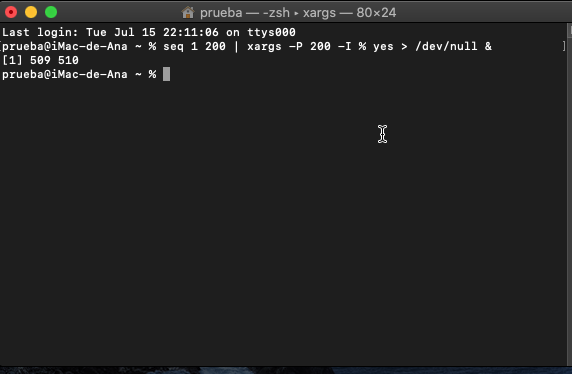 prueba — -zsh ▸ xargs — 80×24
Last login: Tue Jul 15 22:11:06 on ttys000
[prueba@iMac-de-Ana ~ % seq 1 200 | xargs -P 200 -I % yes > /dev/null & ]
[1] 509 510
prueba@iMac-de-Ana ~ %